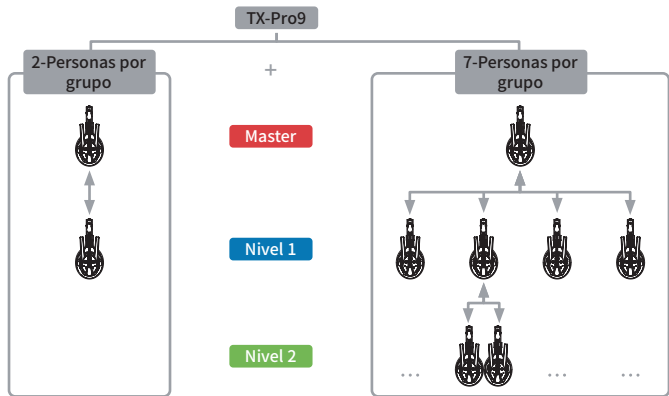 TX-Pro9
2-Personas por
grupo
+
7-Personas por
grupo
Master
Nivel 1
Nivel 2
... ... ...